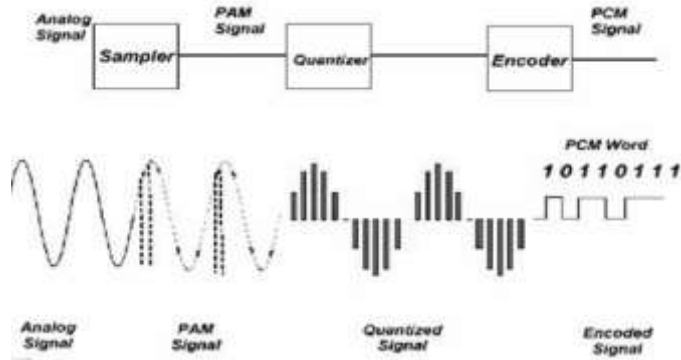 Analog
Signal
PAM
Signal
PCM
Signal
Sampler
Quantizer
Encoder
PCM Word
1 0 1 1 0 1 1 1
Analog
Signal
PAM
Signal
Quantized
Signal
Encoded
Signal